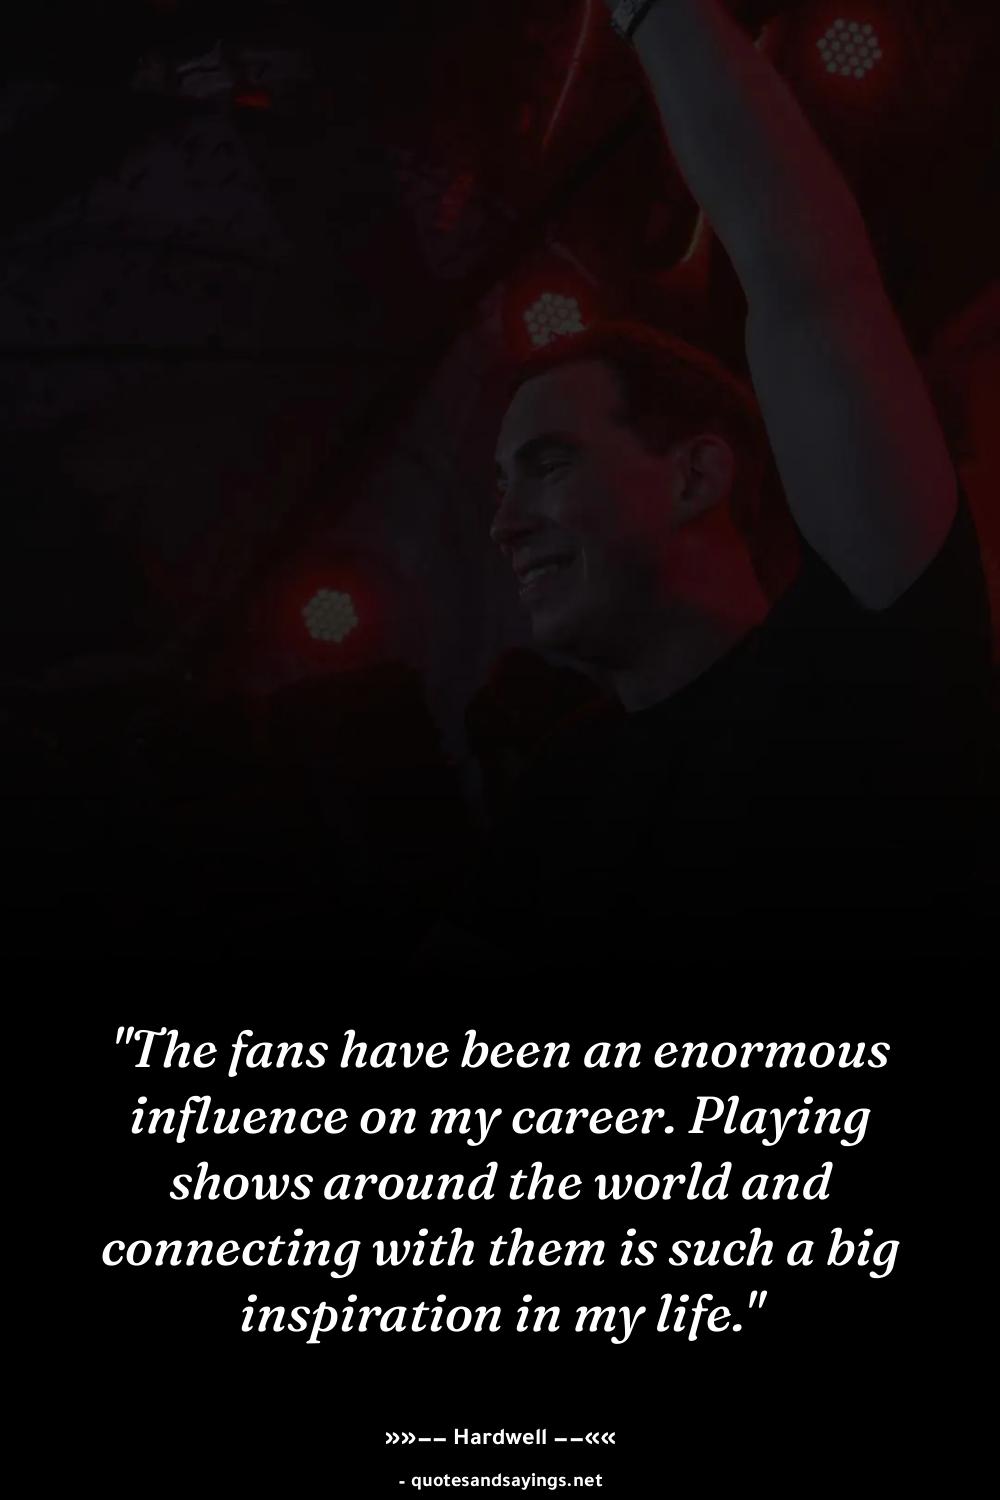 "The fans have been an enormous
influence on my career. Playing
shows around the world and
connecting with them is such a big
inspiration in my life."
»»–– Hardwell ––««
- quotesandsayings.net